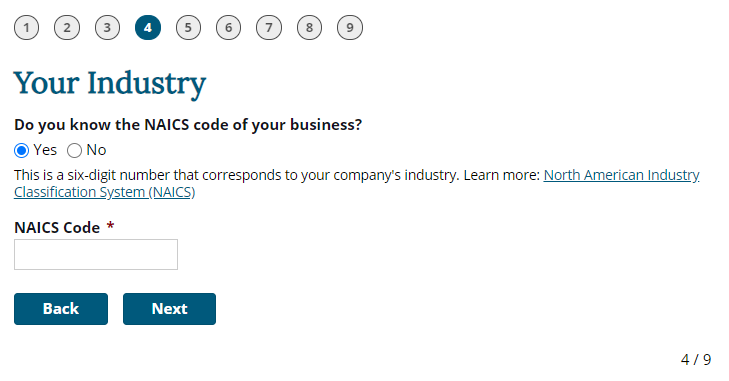 1 2 3 4 5 6 7 8 9
Your Industry
Do you know the NAICS code of your business?
Yes No
This is a six-digit number that corresponds to your company's industry. Learn more: North American Industry
Classification System (NAICS)
NAICS Code *
Back Next
4 / 9